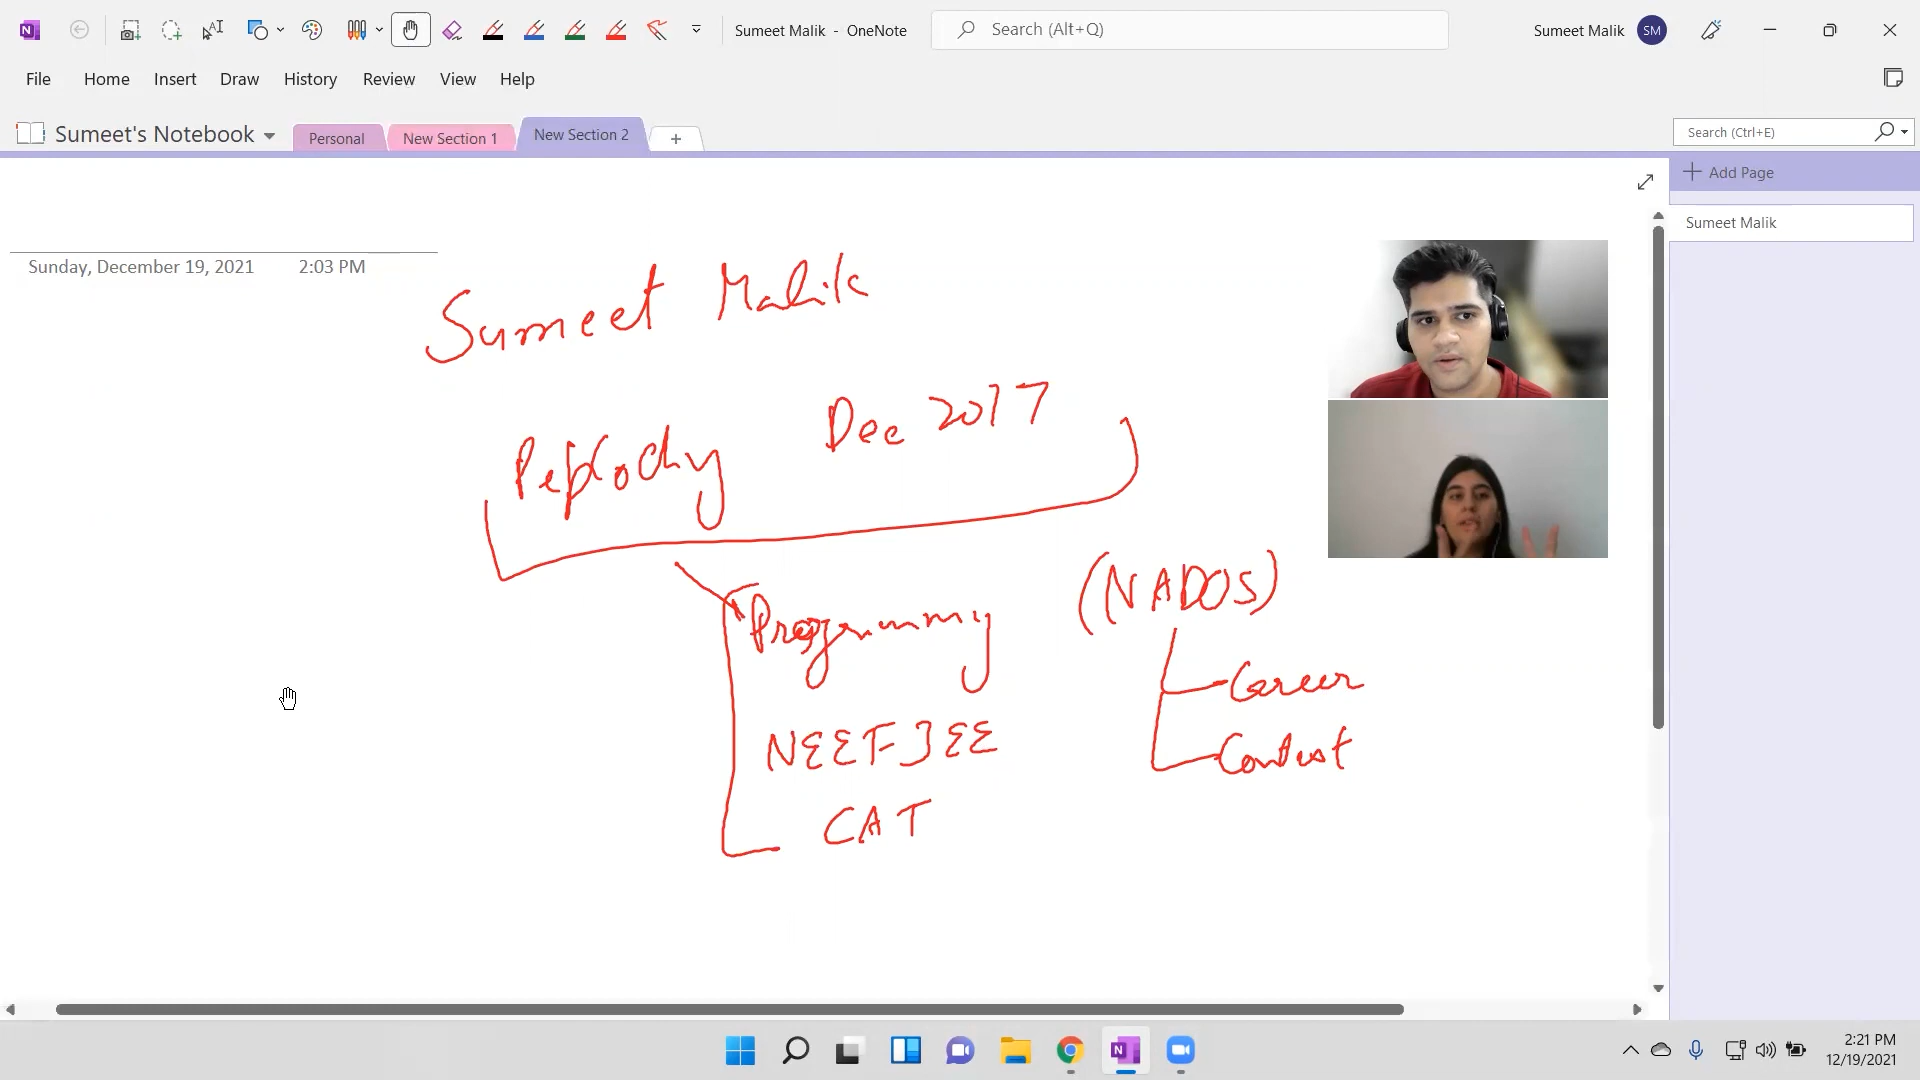 Sumeet Malik - OneNote
Search (Alt+Q)
Sumeet Malik
SM
File Home Insert Draw History Review View Help
Sumeet's Notebook
Personal
New Section 1
New Section 2
Search (Ctrl+E)
Add Page
Sumeet Malik
Sunday, December 19, 2021 2:03 PM
Sumeet Malik
Pepcoding Dec 2017
Programming
(NADOS)
Career
NEET JEE
Contest
CAT
2:21 PM
12/19/2021